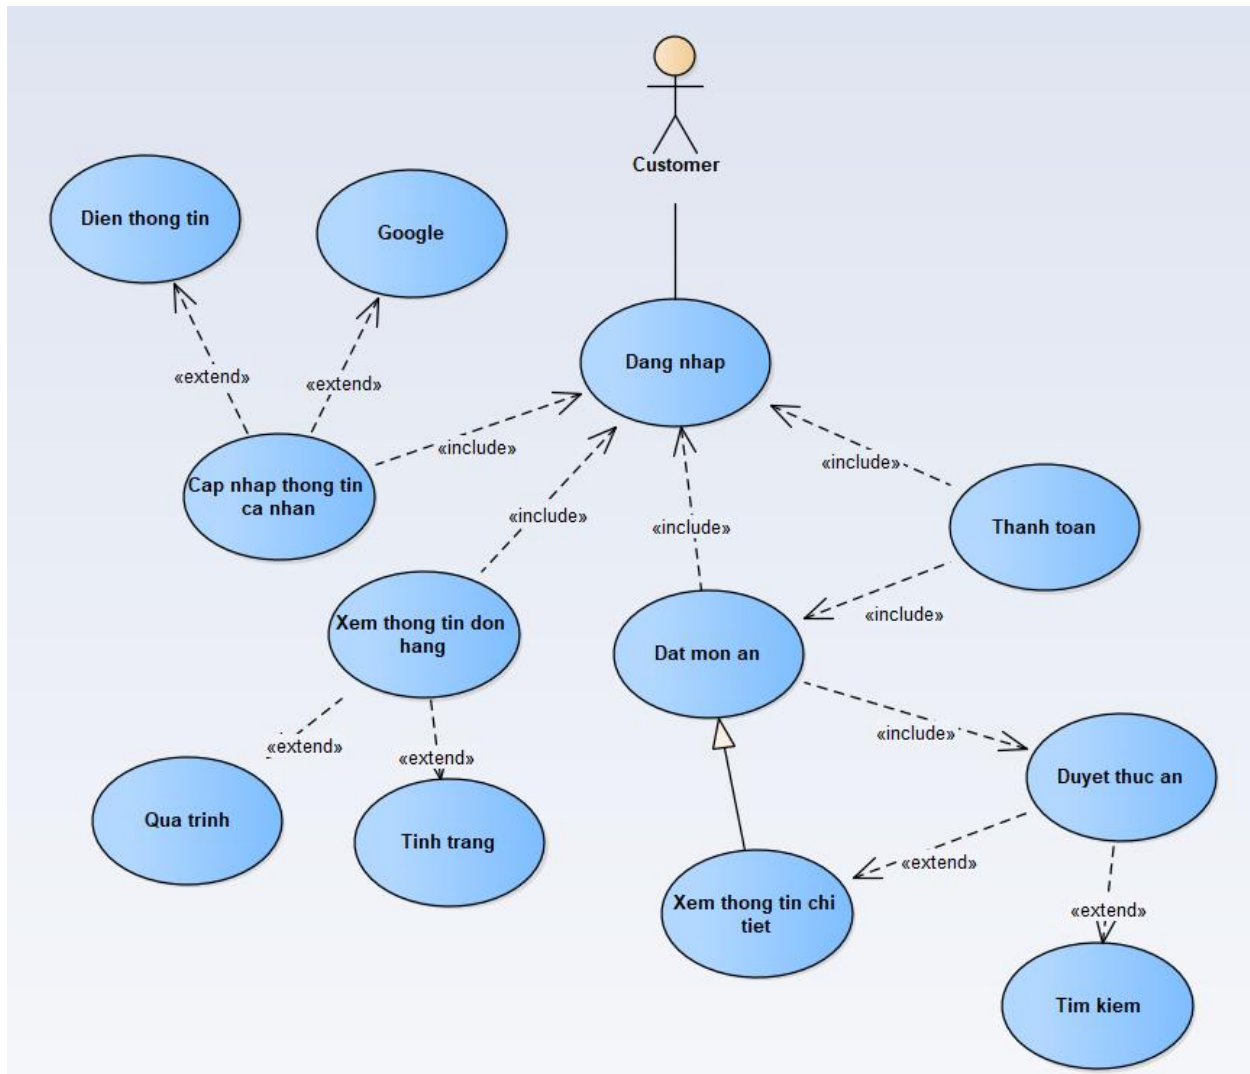 Customer
Dien thong tin
Google
Dang nhap
«extend»
«extend»
«include»
«include»
Cap nhap thong tin
ca nhan
«include»
«include»
Thanh toan
Xem thong tin don
hang
«include»
Dat mon an
«include»
«extend»
«extend»
Duyet thuc an
Qua trinh
Tinh trang
«extend»
Xem thong tin chi
tiet
«extend»
Tim kiem